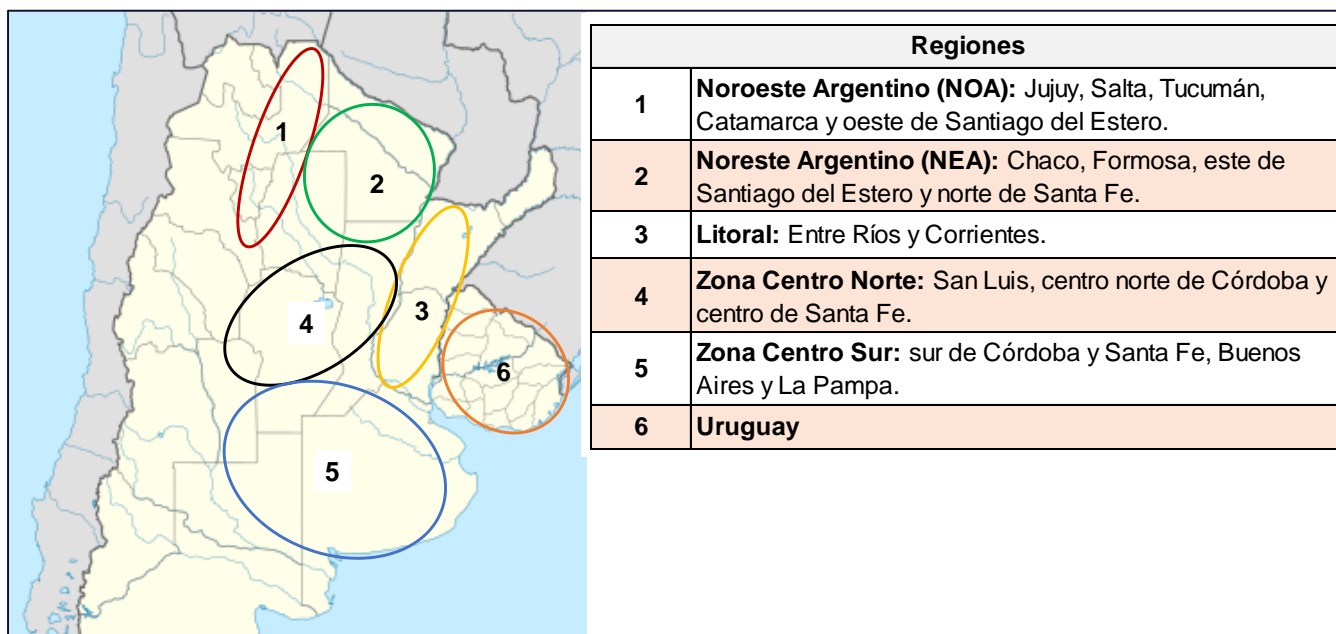 1
2
3
4
5
6
Regiones
1
Noroeste Argentino (NOA): Jujuy, Salta, Tucumán,
Catamarca y oeste de Santiago del Estero.
2
Noreste Argentino (NEA): Chaco, Formosa, este de
Santiago del Estero y norte de Santa Fe.
3
Litoral: Entre Ríos y Corrientes.
4
Zona Centro Norte: San Luis, centro norte de Córdoba y
centro de Santa Fe.
5
Zona Centro Sur: sur de Córdoba y Santa Fe, Buenos
Aires y La Pampa.
6
Uruguay